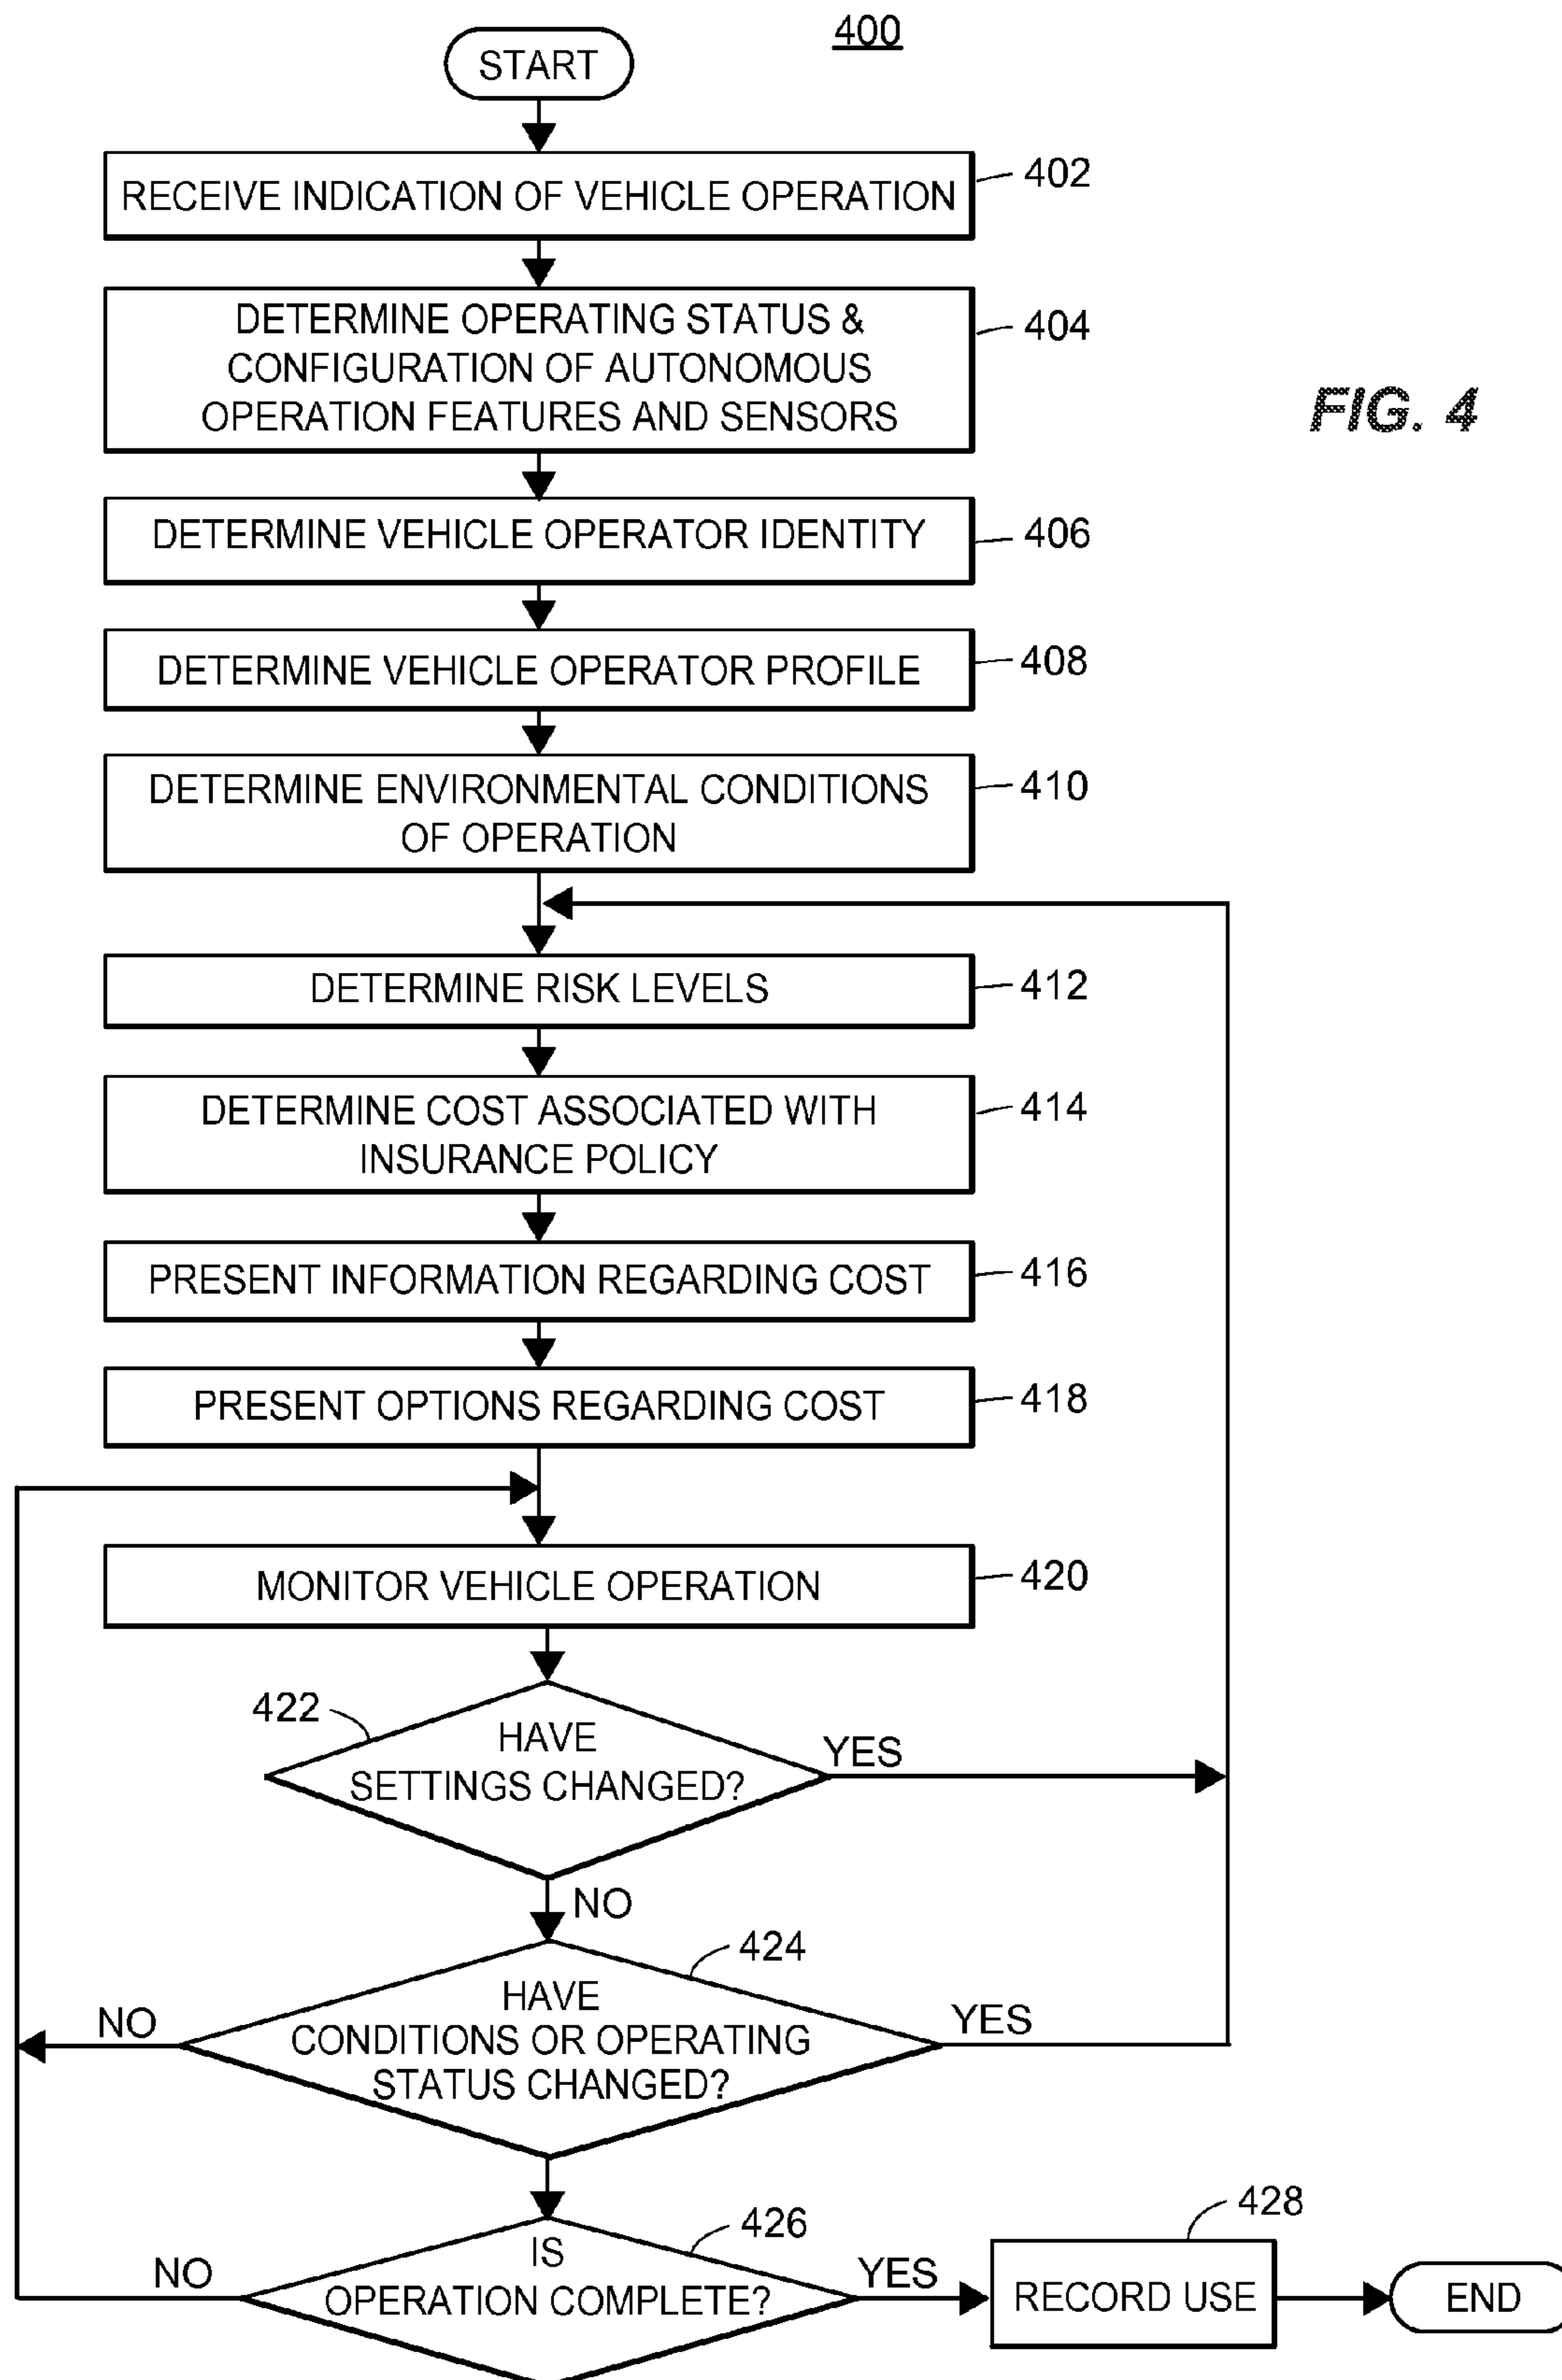 400
START
RECEIVE INDICATION OF VEHICLE OPERATION
402
DETERMINE OPERATING STATUS &
CONFIGURATION OF AUTONOMOUS
OPERATION FEATURES AND SENSORS
404
FIG. 4
DETERMINE VEHICLE OPERATOR IDENTITY
406
DETERMINE VEHICLE OPERATOR PROFILE
408
DETERMINE ENVIRONMENTAL CONDITIONS
OF OPERATION
410
DETERMINE RISK LEVELS
412
DETERMINE COST ASSOCIATED WITH
INSURANCE POLICY
414
PRESENT INFORMATION REGARDING COST
416
PRESENT OPTIONS REGARDING COST
418
MONITOR VEHICLE OPERATION
420
422
HAVE
SETTINGS CHANGED?
YES
NO
424
HAVE
CONDITIONS OR OPERATING
STATUS CHANGED?
NO
YES
426
IS
OPERATION COMPLETE?
NO
YES
428
RECORD USE
END